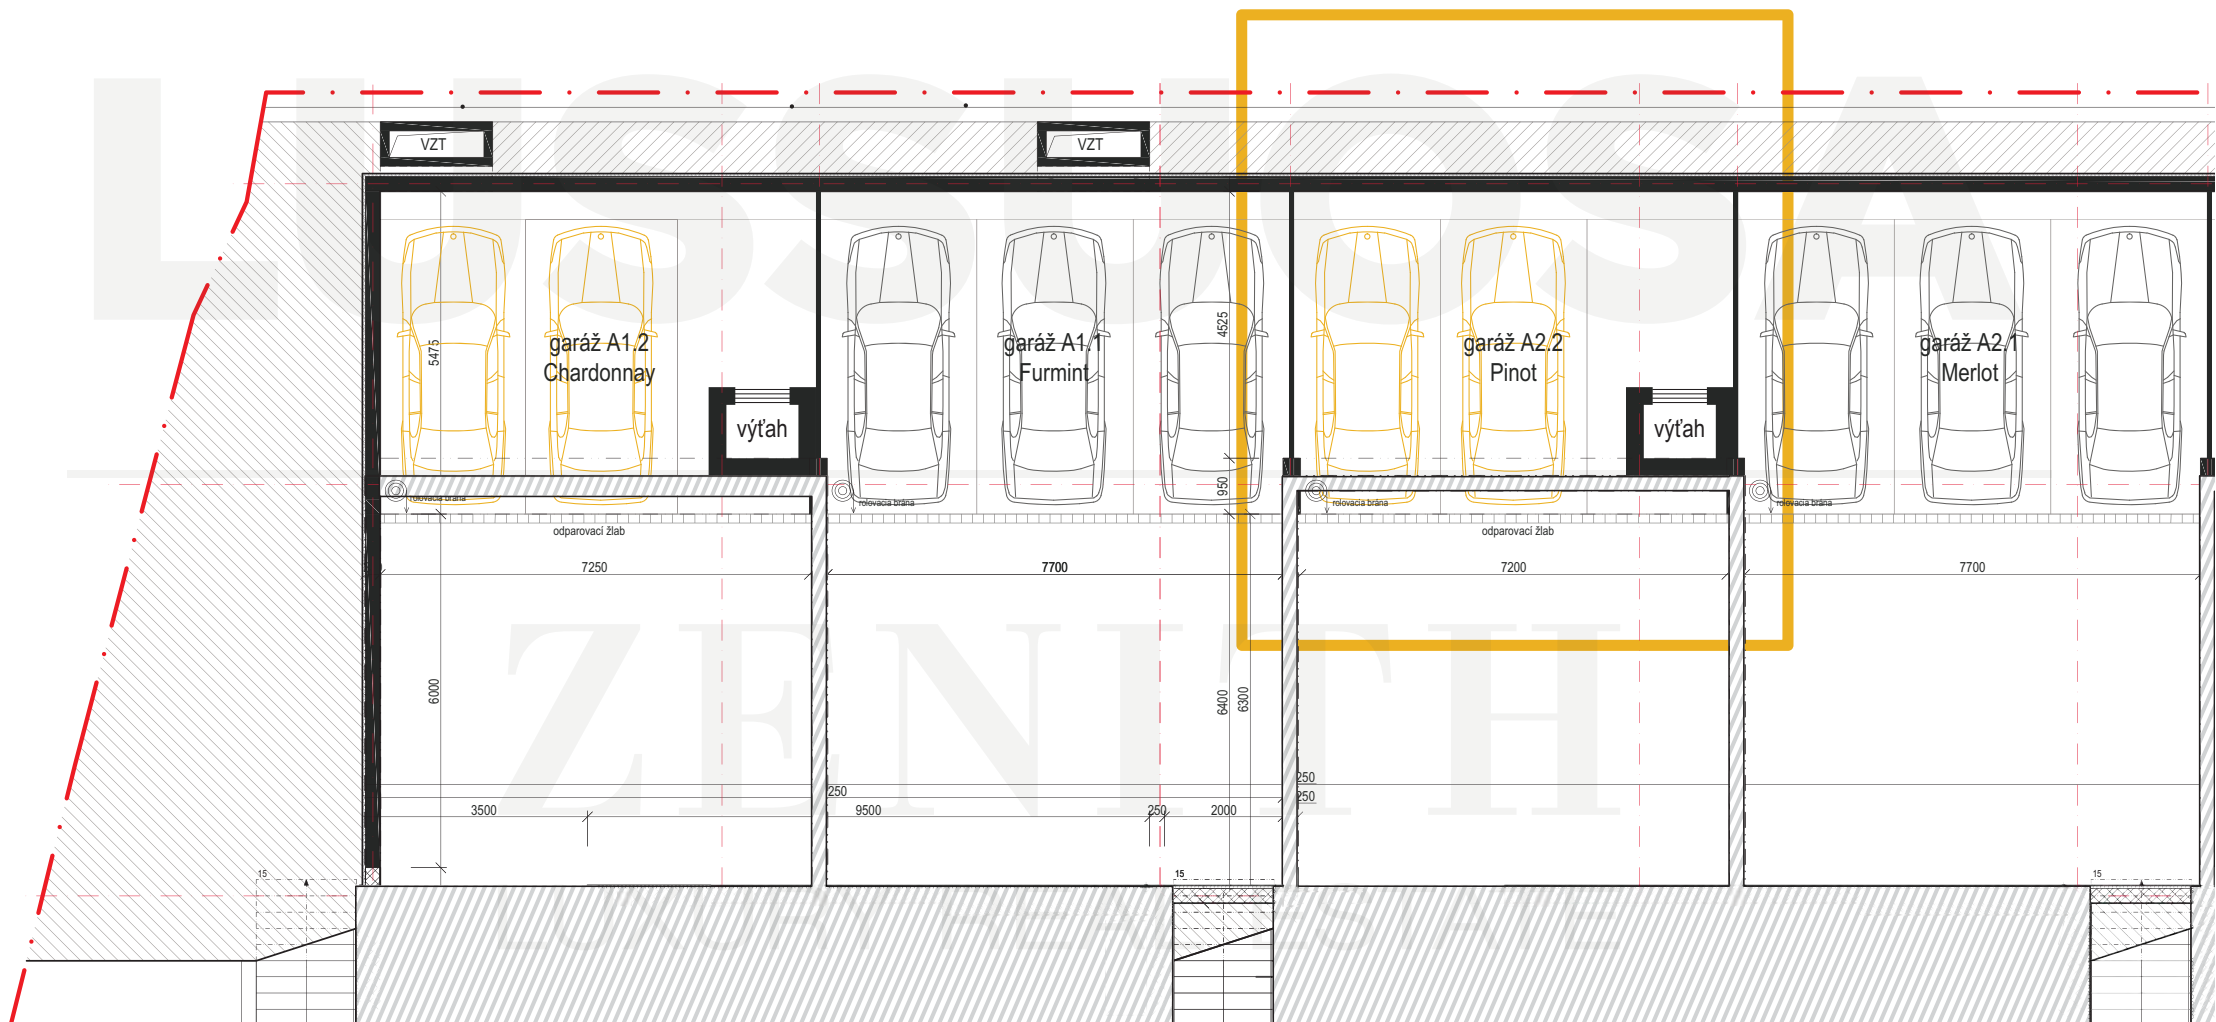 LUSSUOSA
VZT
VZT
5475
4525
garáž A1.2
Chardonnay
garáž A1.1
Furmint
garáž A2.2
Pinot
garáž A2.1
Merlot
výťah
výťah
950
rolovacia brána
rolovacia brána
rolovacia brána
rolovacia brána
odparovací žlab
odparovací žlab
7250
7700
7200
7700
ZENITH
6000
6400
6300
250
250
250
3500
9500
250
2000
15
15
15